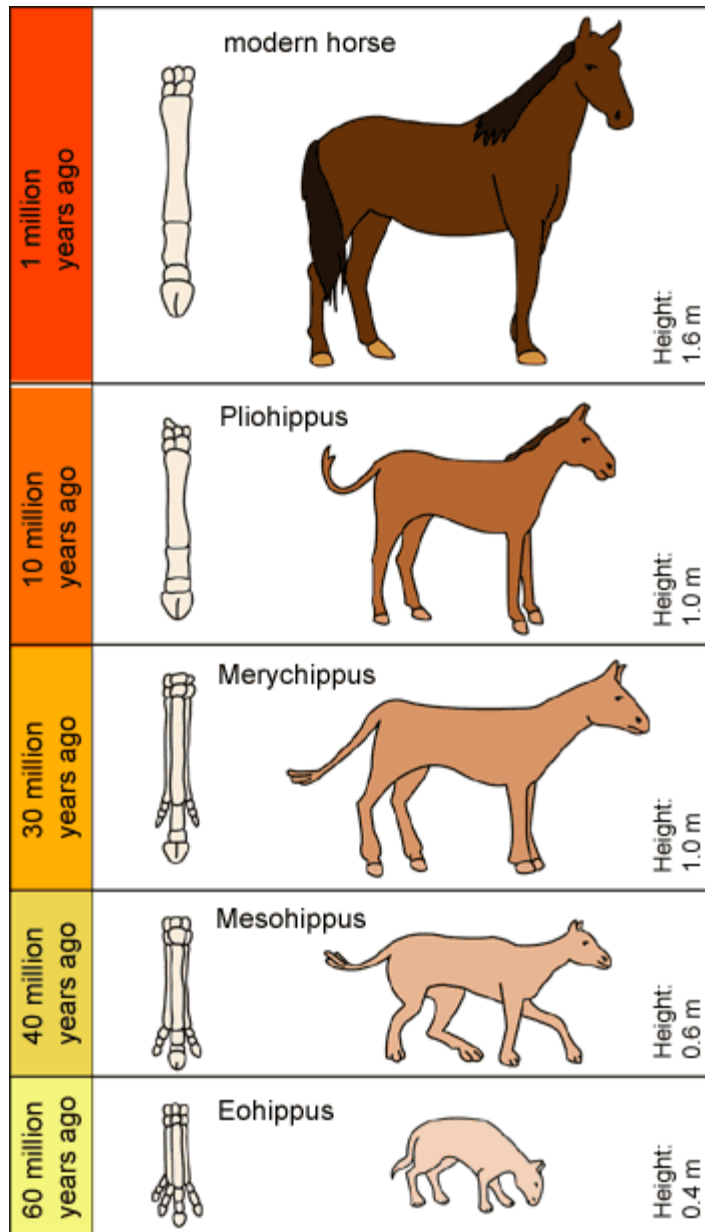 modern horse
1 million
years ago
Height:
1.6 m
Pliohippus
10 million
years ago
Height:
1.0 m
Merychippus
30 million
years ago
Height:
1.0 m
Mesohippus
40 million
years ago
Height:
0.6 m
Eohippus
60 million
years ago
Height:
0.4 m